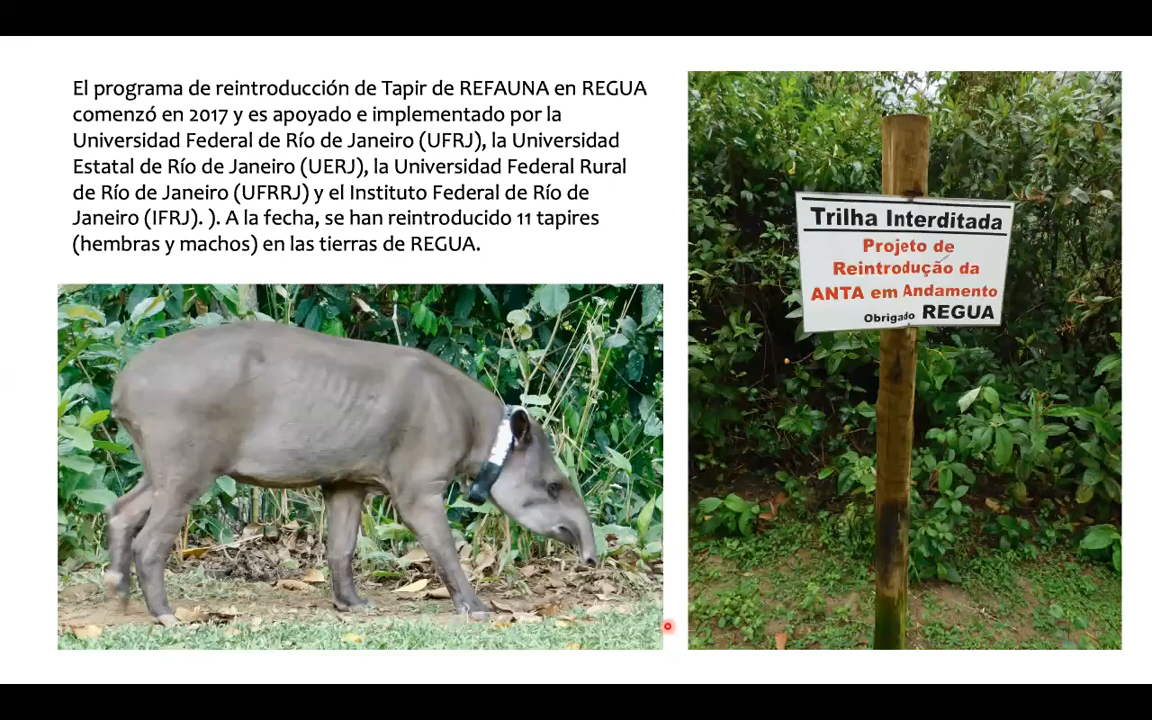 El programa de reintroducción de Tapir de REFAUNA en REGUA
comenzó en 2017 y es apoyado e implementado por la
Universidad Federal de Río de Janeiro (UFRJ), la Universidad
Estatal de Río de Janeiro (UERJ), la Universidad Federal Rural
de Río de Janeiro (UFRRJ) y el Instituto Federal de Río de
Janeiro (IFRJ). ). A la fecha, se han reintroducido 11 tapires
(hembras y machos) en las tierras de REGUA.
Trilha Interditada
Projeto de
Reintrodução da
ANTA em Andamento
Obrigado REGUA